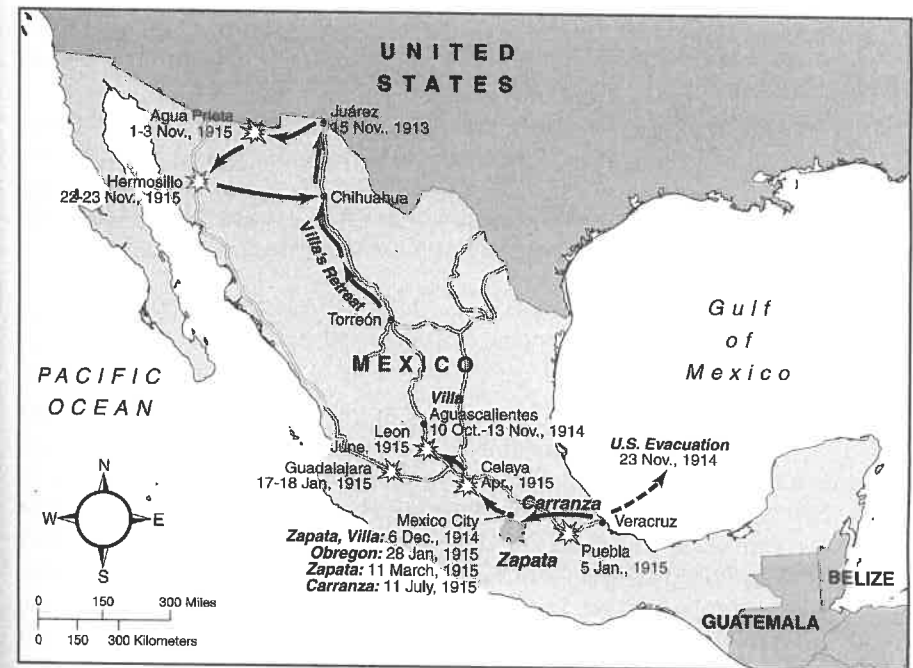 UNITED
STATES
Agua Prieta
1-3 Nov., 1915
Juárez
15 Nov., 1913
Hermosillo
22-23 Nov., 1915
Chihuahua
Villa's Retreat
Torreón
MEXICO
Gulf
of
Mexico
PACIFIC
OCEAN
Villa
Aguascalientes
10 Oct.-13 Nov., 1914
Leon
June, 1915
Guadalajara
17-18 Jan, 1915
Celaya
Apr., 1915
U.S. Evacuation
23 Nov., 1914
Carranza
Mexico City
Veracruz
Zapata, Villa: 6 Dec., 1914
Obregon: 28 Jan, 1915
Zapata: 11 March, 1915
Carranza: 11 July, 1915
Zapata
Puebla
5 Jan., 1915
BELIZE
GUATEMALA
N
W E
S
0 150 300 Miles
0 150 300 Kilometers